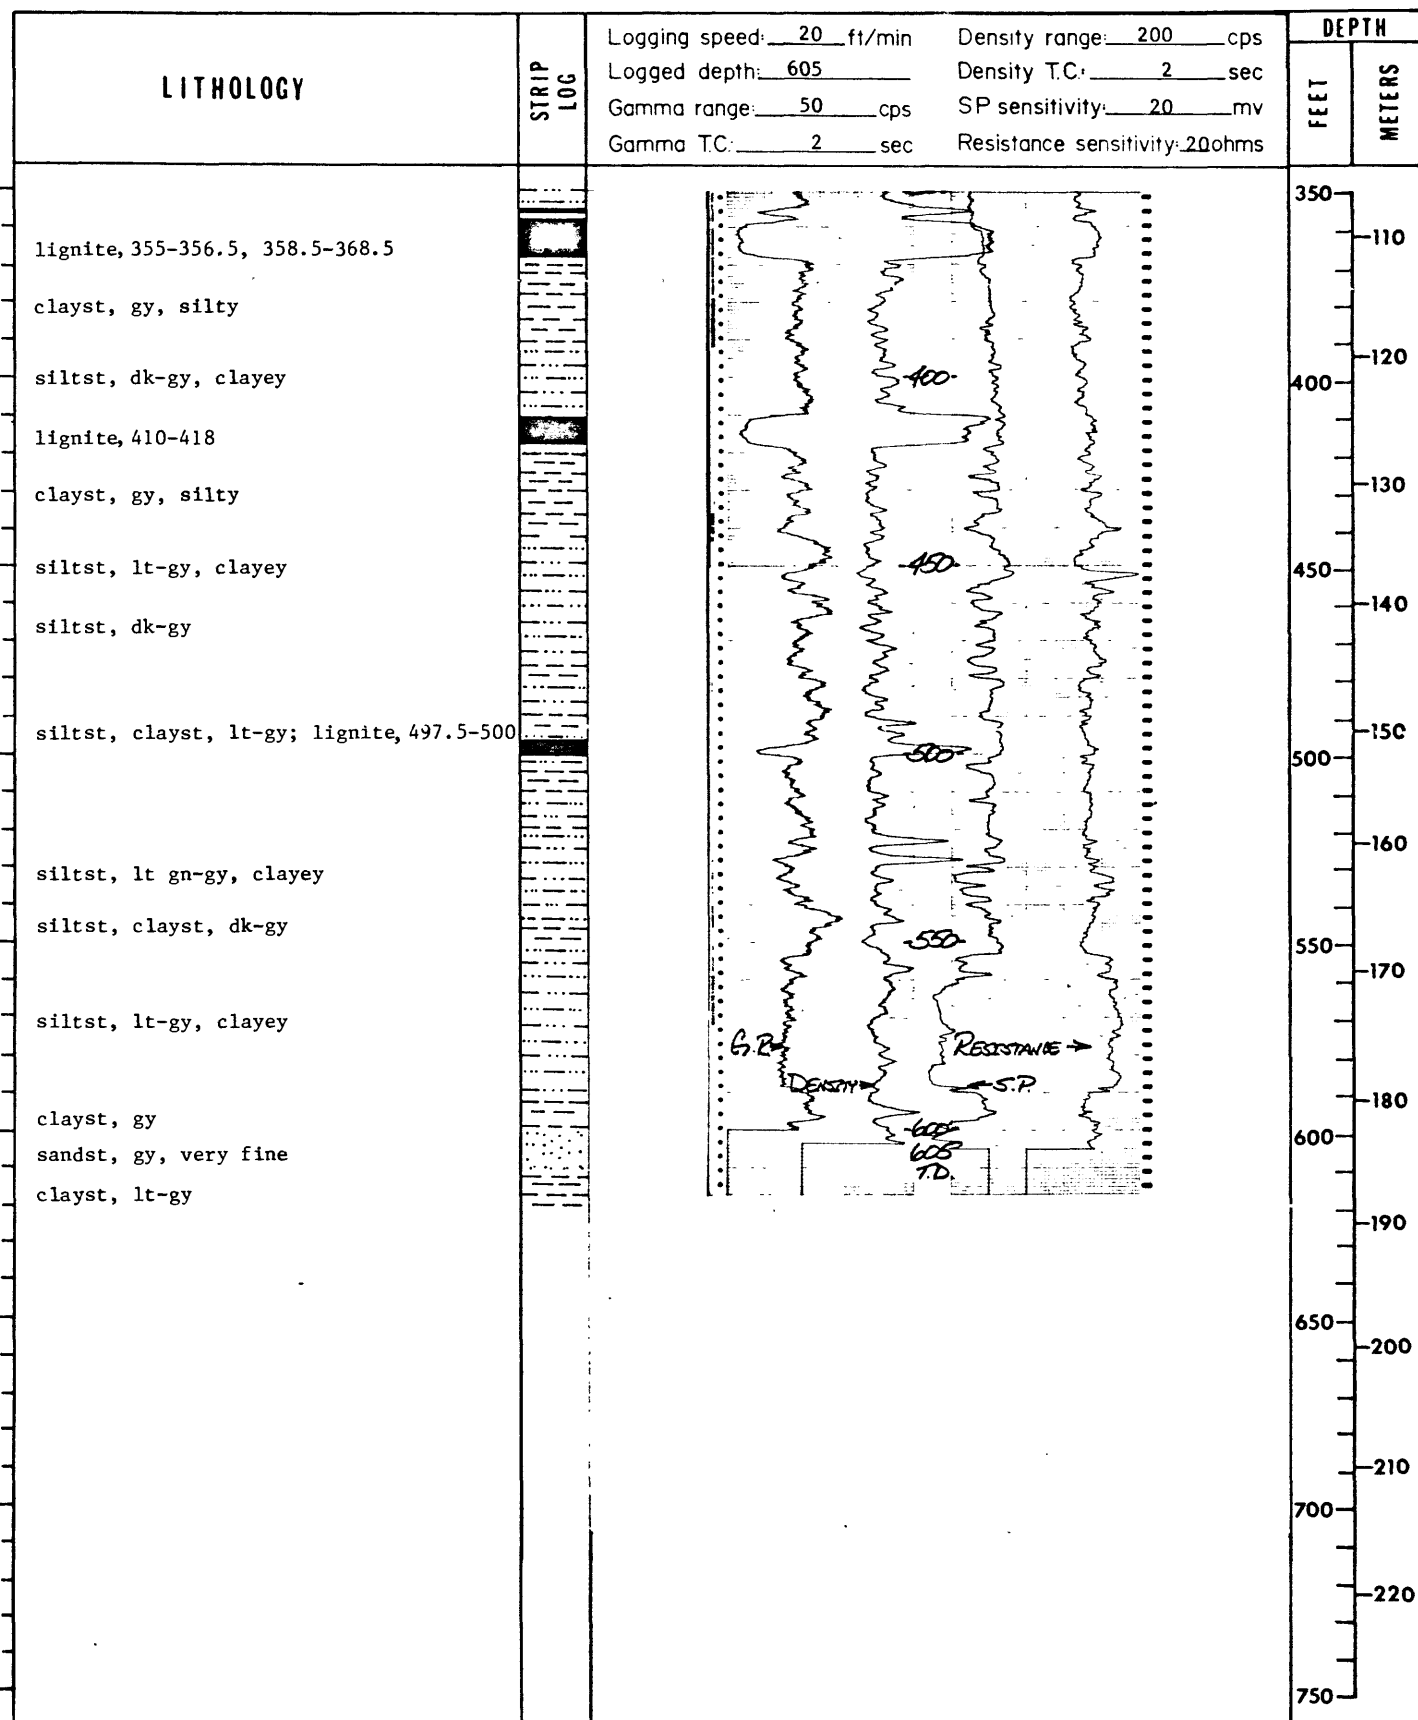 LITHOLOGY
STRIP LOG
Logging speed: 20 ft/min
Logged depth: 605
Gamma range: 50 cps
Gamma T.C.: 2 sec
Density range: 200 cps
Density T.C.: 2 sec
SP sensitivity: 20 mv
Resistance sensitivity: 20 ohms
DEPTH
FEET
METERS
lignite, 355-356.5, 358.5-368.5
clayst, gy, silty
siltst, dk-gy, clayey
lignite, 410-418
clayst, gy, silty
siltst, lt-gy, clayey
siltst, dk-gy
siltst, clayst, lt-gy; lignite, 497.5-500
siltst, lt gn-gy, clayey
siltst, clayst, dk-gy
siltst, lt-gy, clayey
clayst, gy
sandst, gy, very fine
clayst, lt-gy
400
450
500
550
G.R.
RESISTANCE
DENSITY
S.P.
600
605
T.D.
350
400
450
500
550
600
650
700
750
110
120
130
140
150
160
170
180
190
200
210
220